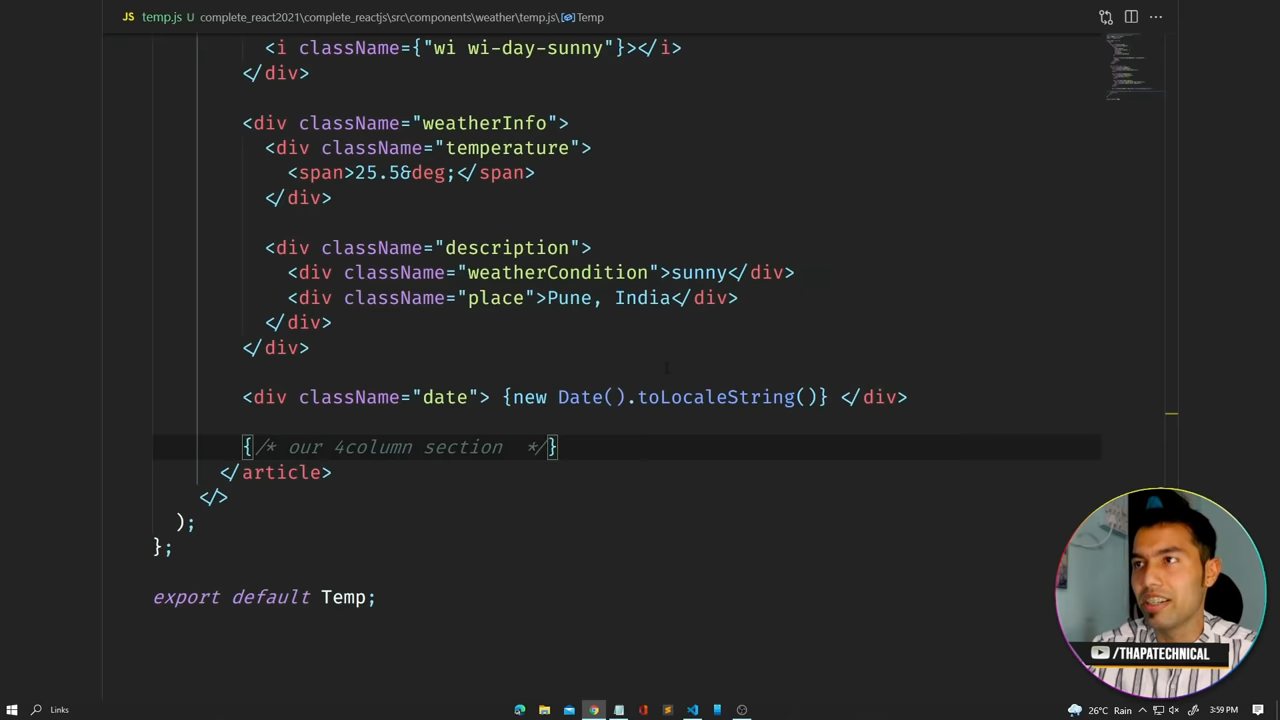 JS temp.js U complete_react2021\complete_reactjs\src\components\weather\temp.js\Temp
<i className={"wi wi-day-sunny"}></i>
</div>
<div className="weatherInfo">
<div className="temperature">
<span>25.5&deg;</span>
</div>
<div className="description">
<div className="weatherCondition">sunny</div>
<div className="place">Pune, India</div>
</div>
</div>
<div className="date"> {new Date().toLocaleString()} </div>
{/* our 4column section  */}
</article>
</>
);
};
export default Temp;
/THAPATECHNICAL
Links
26°C Rain
3:59 PM